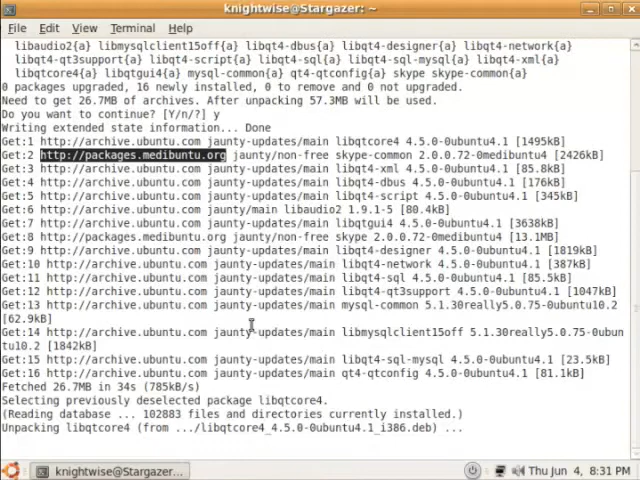 knightwise@Stargazer: ~
File Edit View Terminal Help
libaudio2{a} libmysqlclient15off{a} libqt4-dbus{a} libqt4-designer{a} libqt4-network{a}
libqt4-qt3support{a} libqt4-script{a} libqt4-sql{a} libqt4-sql-mysql{a} libqt4-xml{a}
libqtcore4{a} libqtgui4{a} mysql-common{a} qt4-qtconfig{a} skype skype-common{a}
0 packages upgraded, 16 newly installed, 0 to remove and 0 not upgraded.
Need to get 26.7MB of archives. After unpacking 57.3MB will be used.
Do you want to continue? [Y/n/?] y
Writing extended state information... Done
Get:1 http://archive.ubuntu.com jaunty-updates/main libqtcore4 4.5.0-0ubuntu4.1 [1495kB]
Get:2 http://packages.medibuntu.org jaunty/non-free skype-common 2.0.0.72-0medibuntu4 [2426kB]
Get:3 http://archive.ubuntu.com jaunty-updates/main libqt4-xml 4.5.0-0ubuntu4.1 [85.8kB]
Get:4 http://archive.ubuntu.com jaunty-updates/main libqt4-dbus 4.5.0-0ubuntu4.1 [176kB]
Get:5 http://archive.ubuntu.com jaunty-updates/main libqt4-script 4.5.0-0ubuntu4.1 [345kB]
Get:6 http://archive.ubuntu.com jaunty/main libaudio2 1.9.1-5 [80.4kB]
Get:7 http://archive.ubuntu.com jaunty-updates/main libqtgui4 4.5.0-0ubuntu4.1 [3638kB]
Get:8 http://packages.medibuntu.org jaunty/non-free skype 2.0.0.72-0medibuntu4 [13.1MB]
Get:9 http://archive.ubuntu.com jaunty-updates/main libqt4-designer 4.5.0-0ubuntu4.1 [1819kB]
Get:10 http://archive.ubuntu.com jaunty-updates/main libqt4-network 4.5.0-0ubuntu4.1 [387kB]
Get:11 http://archive.ubuntu.com jaunty-updates/main libqt4-sql 4.5.0-0ubuntu4.1 [85.5kB]
Get:12 http://archive.ubuntu.com jaunty-updates/main libqt4-qt3support 4.5.0-0ubuntu4.1 [1047kB]
Get:13 http://archive.ubuntu.com jaunty-updates/main mysql-common 5.1.30really5.0.75-0ubuntu10.2
[62.9kB]
Get:14 http://archive.ubuntu.com jaunty-updates/main libmysqlclient15off 5.1.30really5.0.75-0ubun
tu10.2 [1842kB]
Get:15 http://archive.ubuntu.com jaunty-updates/main libqt4-sql-mysql 4.5.0-0ubuntu4.1 [23.5kB]
Get:16 http://archive.ubuntu.com jaunty-updates/main qt4-qtconfig 4.5.0-0ubuntu4.1 [81.1kB]
Fetched 26.7MB in 34s (785kB/s)
Selecting previously deselected package libqtcore4.
(Reading database ... 102883 files and directories currently installed.)
Unpacking libqtcore4 (from .../libqtcore4_4.5.0-0ubuntu4.1_i386.deb) ...
knightwise@Stargazer... Thu Jun 4, 8:31 PM